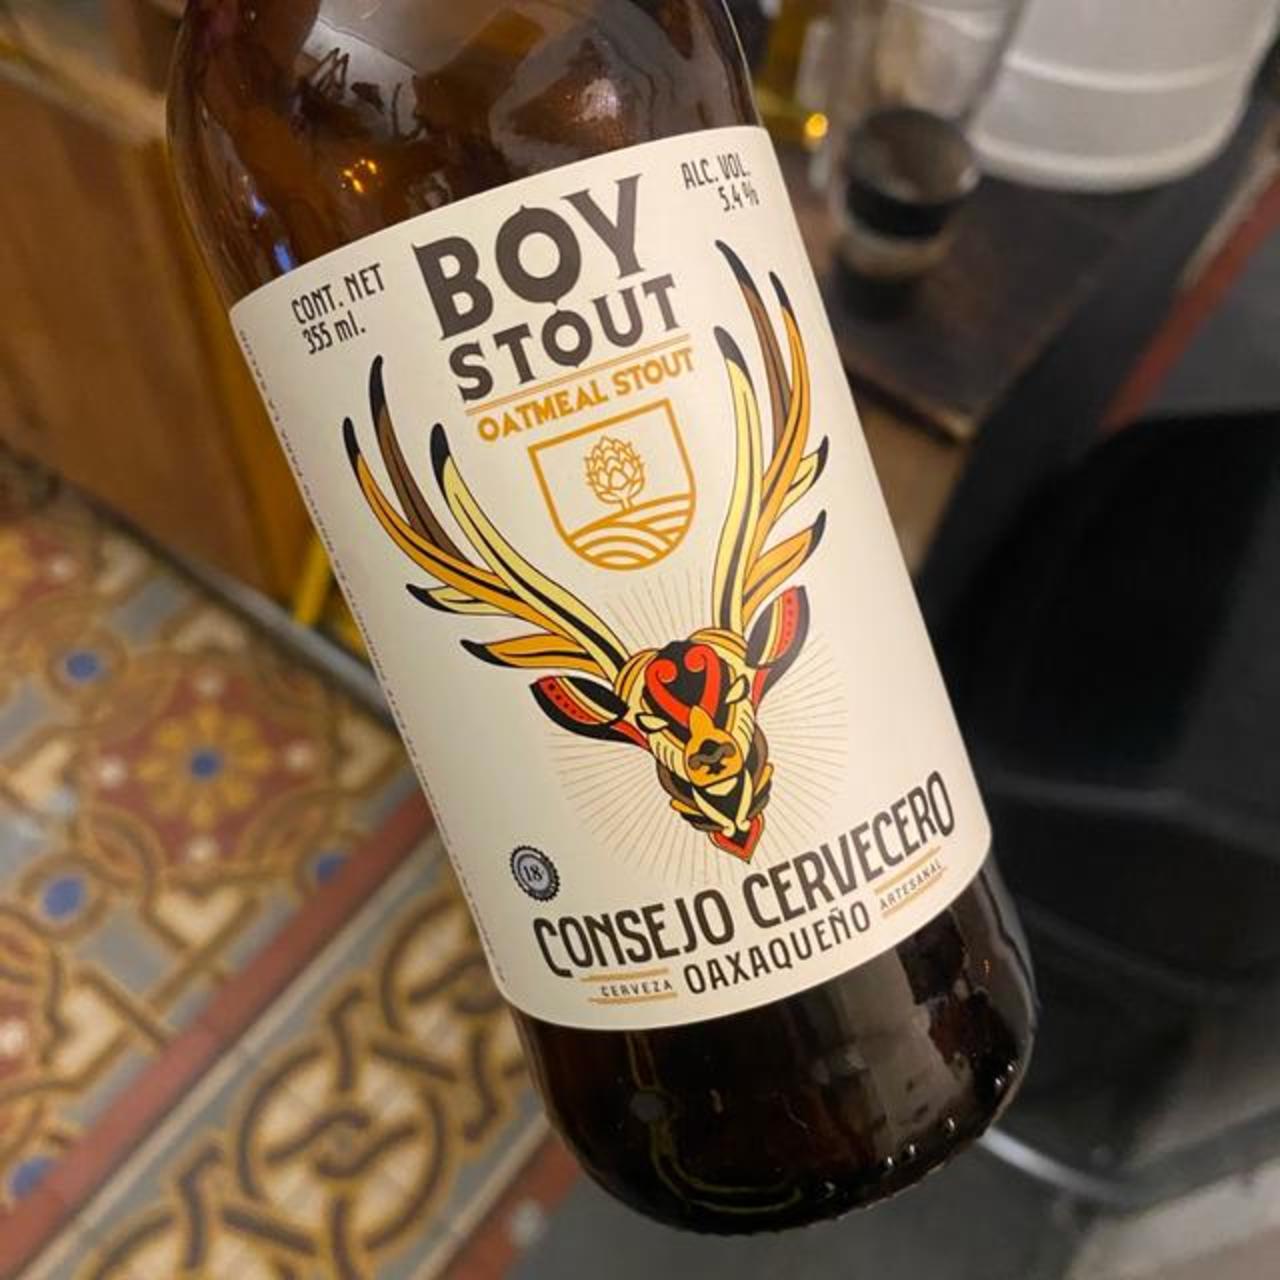 CONT. NET
355 ml.
BOY
STOUT
OATMEAL STOUT
ALC. VOL.
5.4%
18
CONSEJO CERVECERO
CERVEZA OAXAQUEÑO ARTESANAL